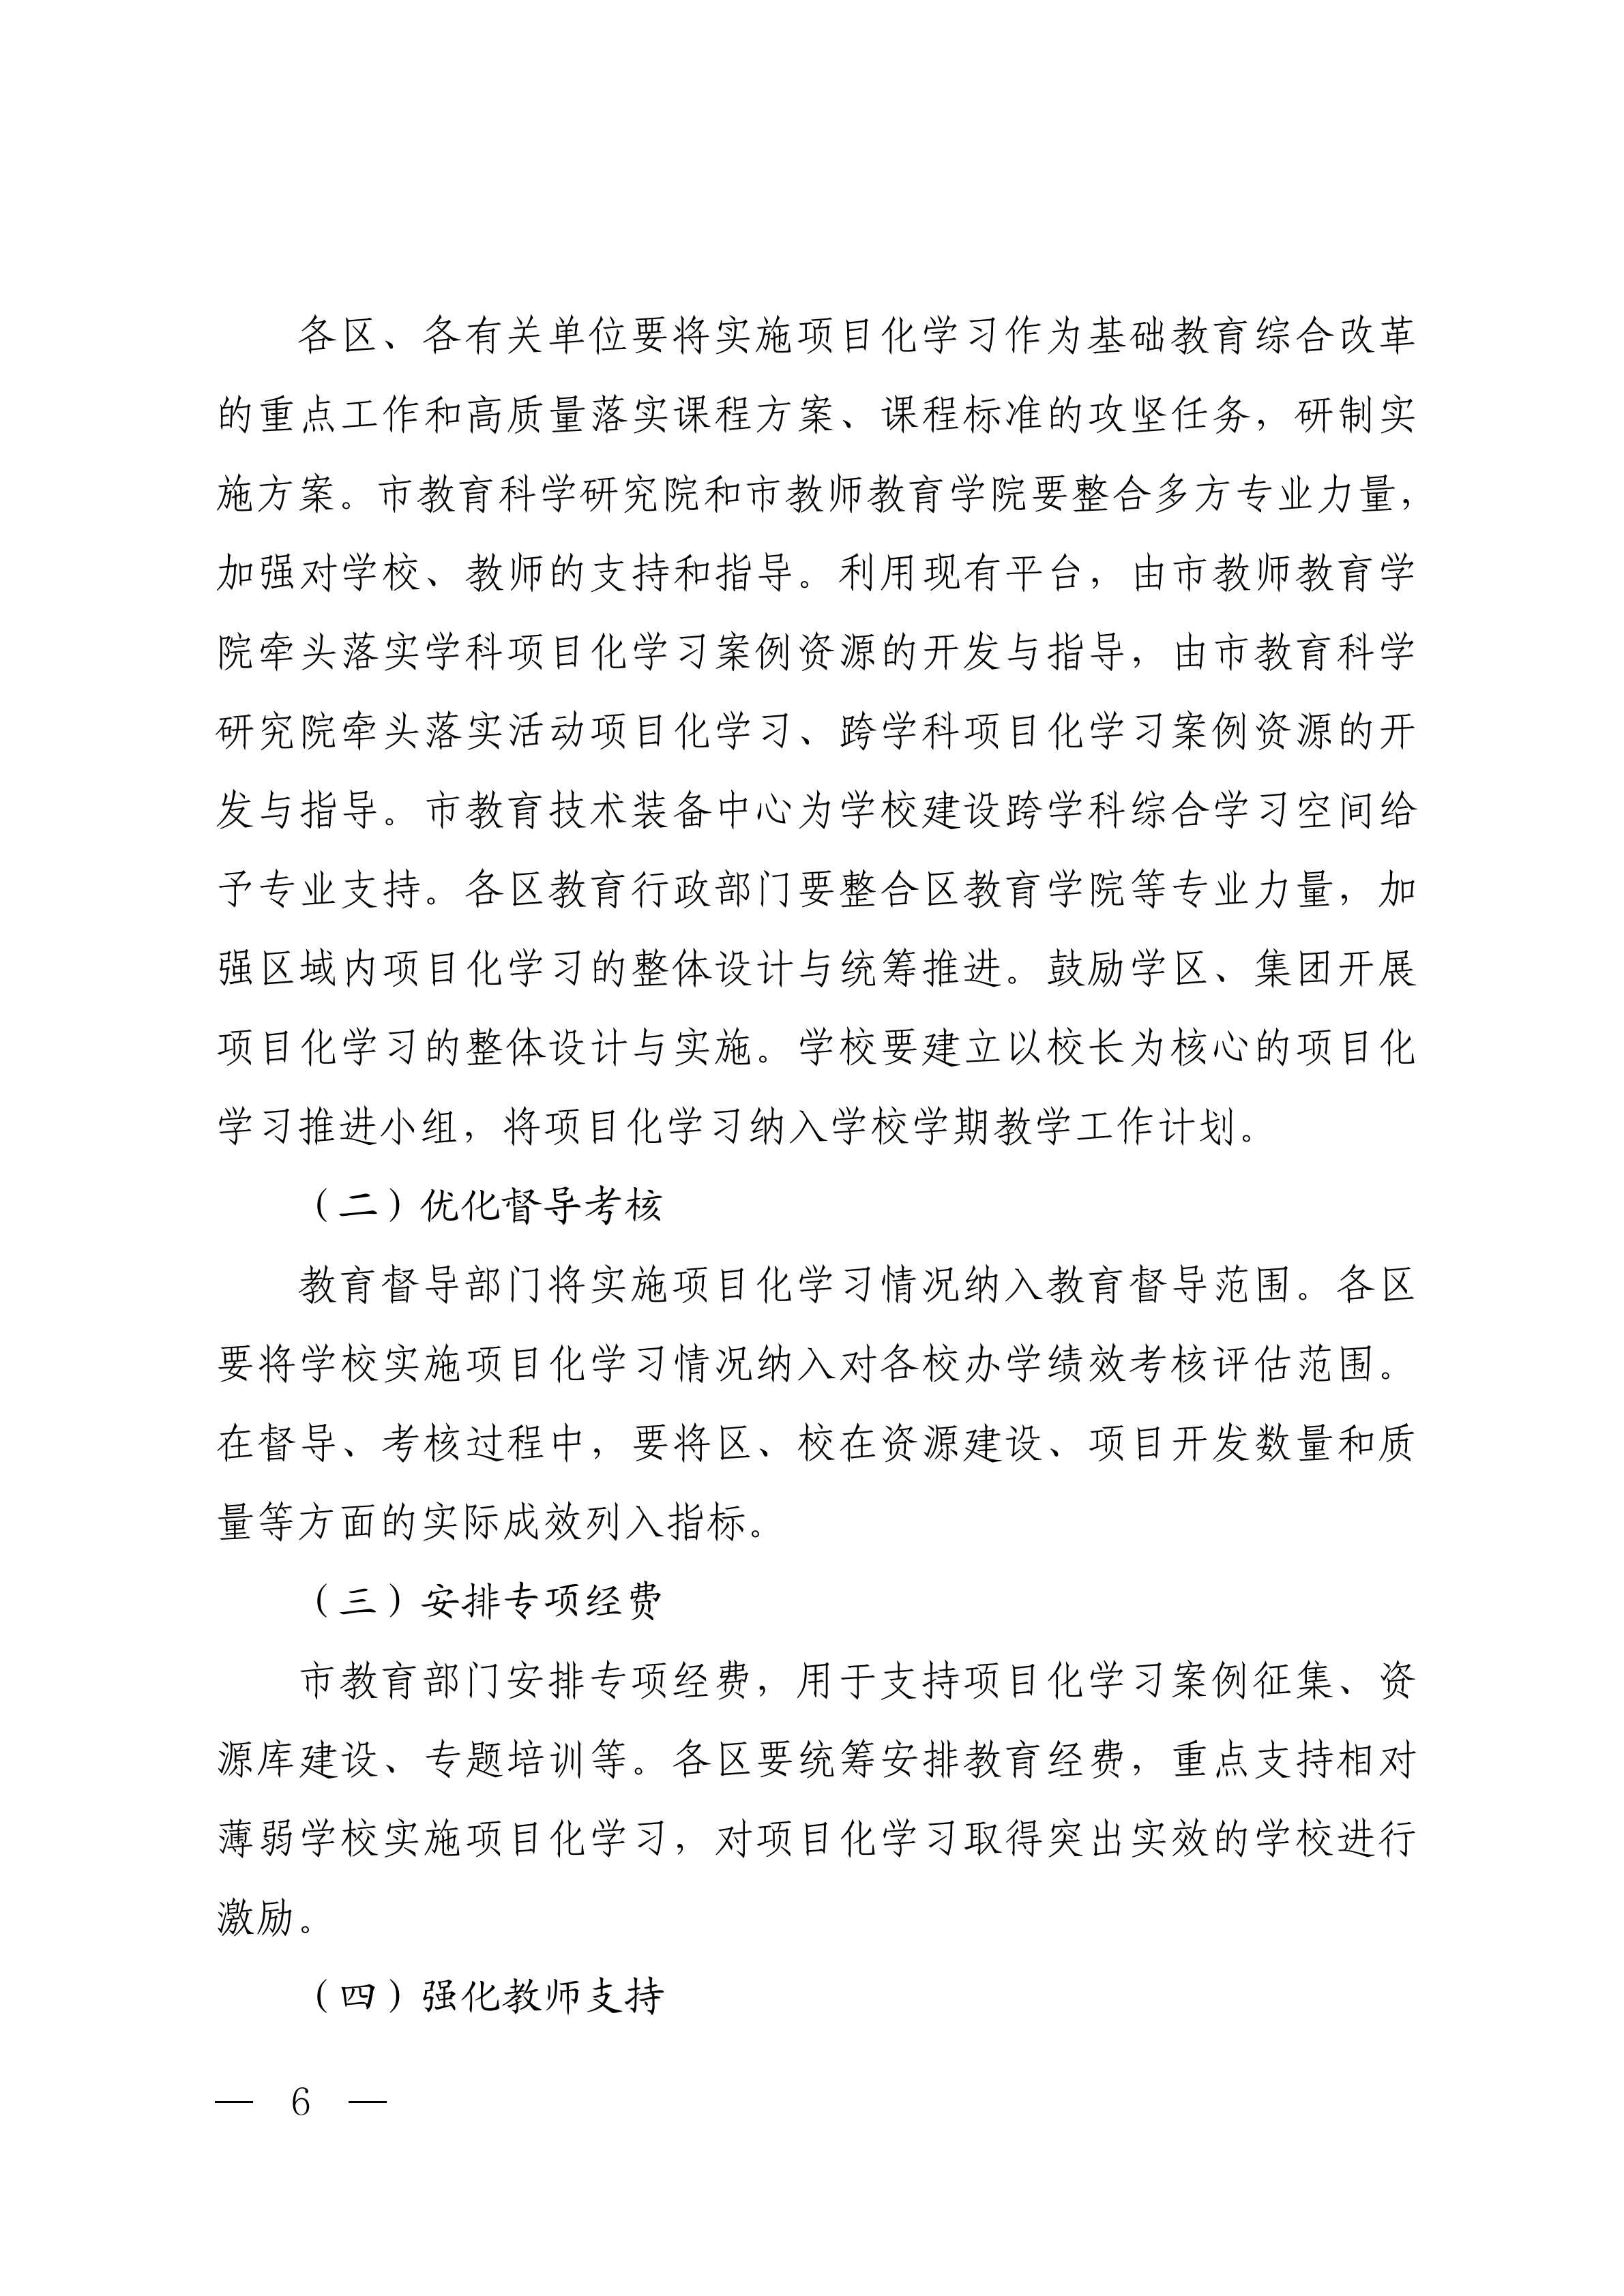 各区、各有关单位要将实施项目化学习作为基础教育综合改革
的重点工作和高质量落实课程方案、课程标准的攻坚任务，研制实
施方案。市教育科学研究院和市教师教育学院要整合多方专业力量，
加强对学校、教师的支持和指导。利用现有平台，由市教师教育学
院牵头落实学科项目化学习案例资源的开发与指导，由市教育科学
研究院牵头落实活动项目化学习、跨学科项目化学习案例资源的开
发与指导。市教育技术装备中心为学校建设跨学科综合学习空间给
予专业支持。各区教育行政部门要整合区教育学院等专业力量，加
强区域内项目化学习的整体设计与统筹推进。鼓励学区、集团开展
项目化学习的整体设计与实施。学校要建立以校长为核心的项目化
学习推进小组，将项目化学习纳入学校学期教学工作计划。
（二）优化督导考核
教育督导部门将实施项目化学习情况纳入教育督导范围。各区
要将学校实施项目化学习情况纳入对各校办学绩效考核评估范围。
在督导、考核过程中，要将区、校在资源建设、项目开发数量和质
量等方面的实际成效列入指标。
（三）安排专项经费
市教育部门安排专项经费，用于支持项目化学习案例征集、资
源库建设、专题培训等。各区要统筹安排教育经费，重点支持相对
薄弱学校实施项目化学习，对项目化学习取得突出实效的学校进行
激励。
（四）强化教师支持
— 6 —